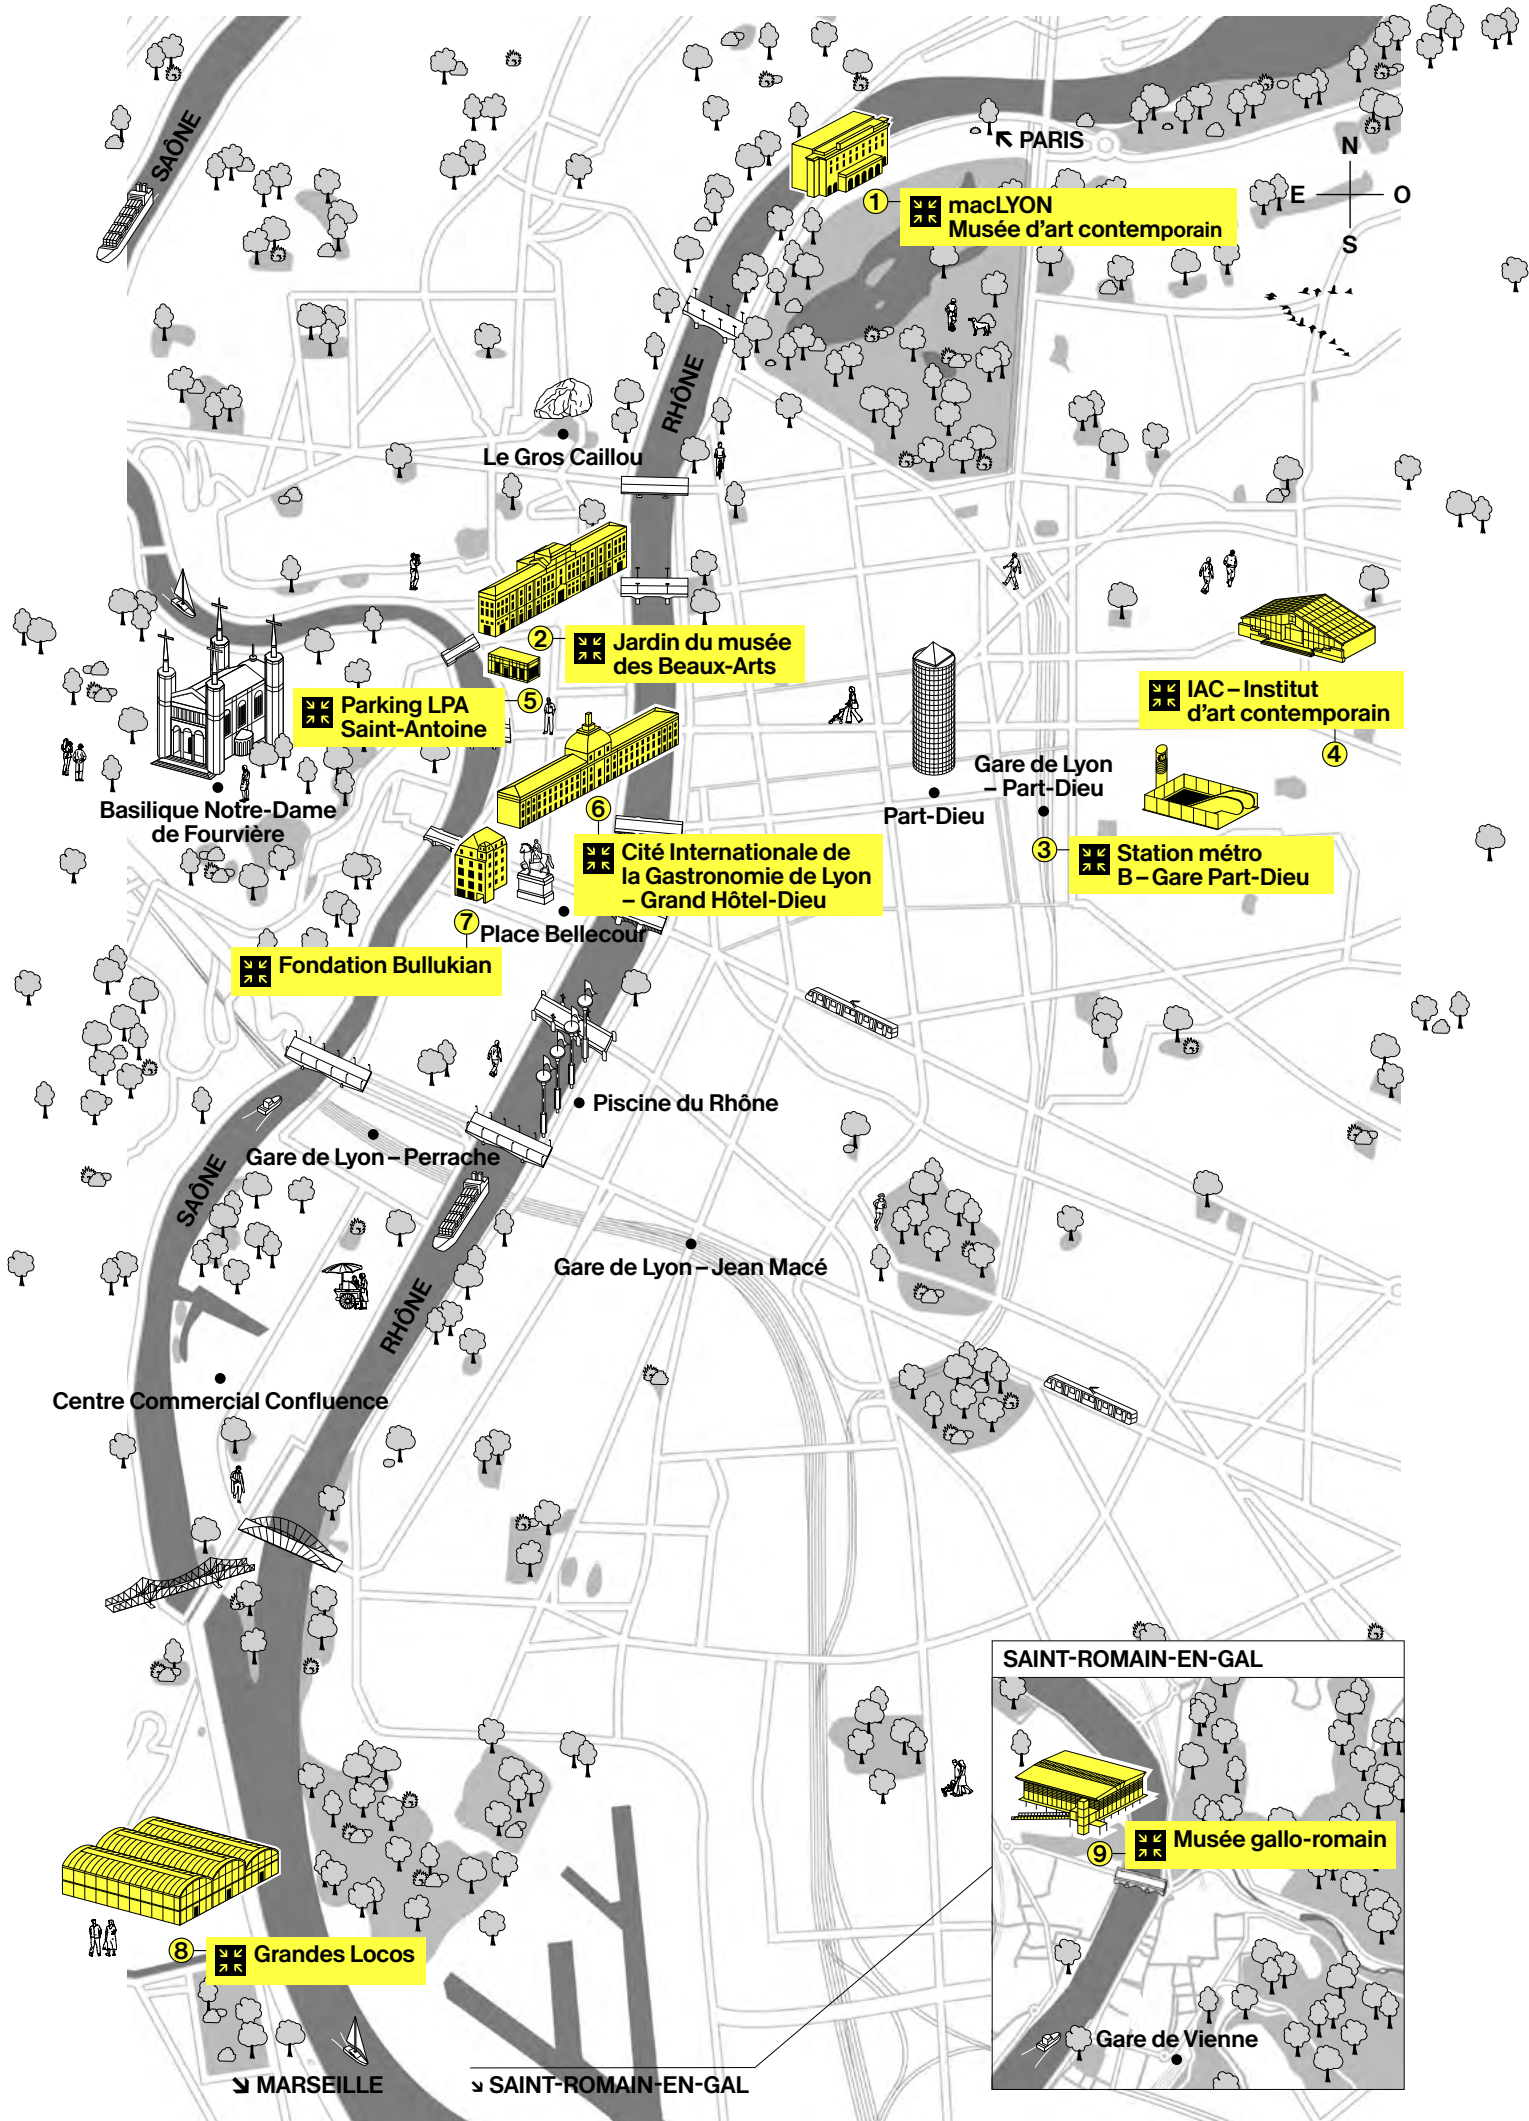 SAÔNE
PARIS
N
E
O
S
1
macLYON
Musée d'art contemporain
RHÔNE
Le Gros Caillou
2
Jardin du musée
des Beaux-Arts
5
Parking LPA
Saint-Antoine
IAC – Institut
d'art contemporain
4
Basilique Notre-Dame
de Fourvière
Part-Dieu
Gare de Lyon
– Part-Dieu
3
Station métro
B – Gare Part-Dieu
6
Cité Internationale de
la Gastronomie de Lyon
– Grand Hôtel-Dieu
7
Place Bellecour
Fondation Bullukian
Piscine du Rhône
Gare de Lyon – Perrache
SAÔNE
Gare de Lyon – Jean Macé
RHÔNE
Centre Commercial Confluence
SAINT-ROMAIN-EN-GAL
9
Musée gallo-romain
Gare de Vienne
8
Grandes Locos
MARSEILLE
SAINT-ROMAIN-EN-GAL